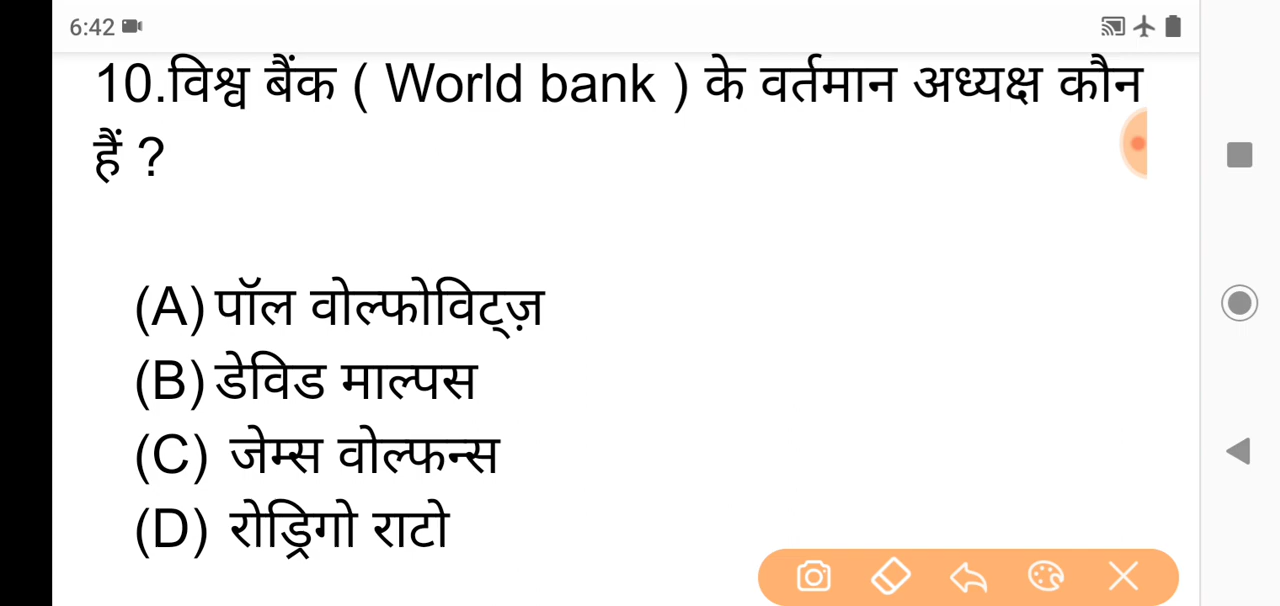 6:42
10.विश्व बैंक ( World bank ) के वर्तमान अध्यक्ष कौन
हैं ?
(A) पॉल वोल्फोविट्ज़
(B) डेविड माल्पस
(C) जेम्स वोल्फन्स
(D) रोड्रिगो राटो